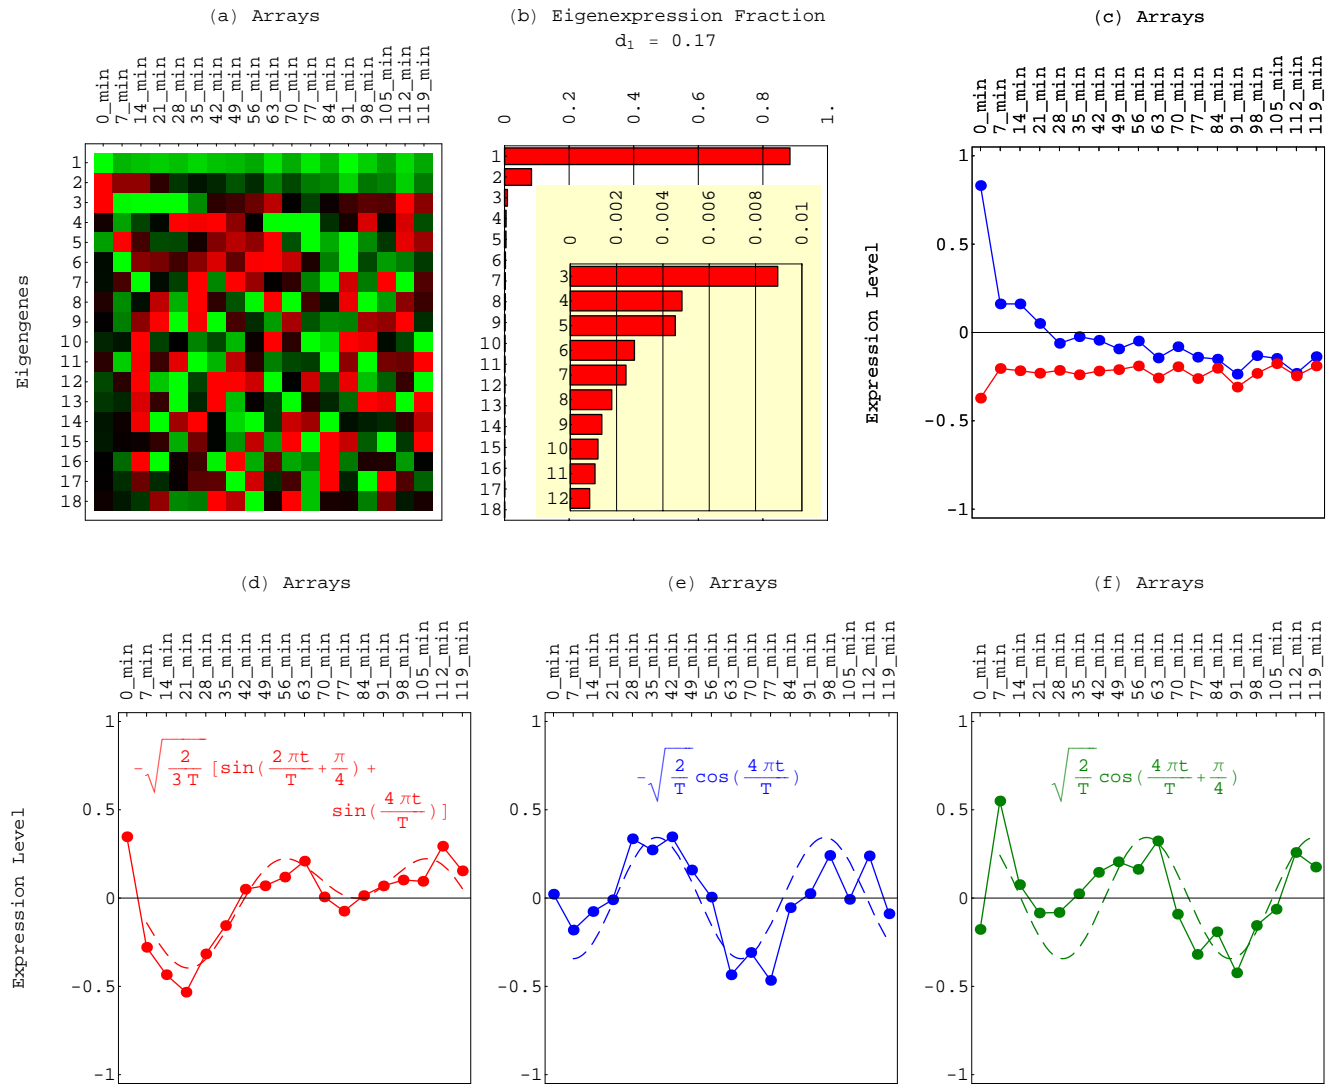 (a) Arrays
0_min
7_min
14_min
21_min
28_min
35_min
42_min
49_min
56_min
63_min
70_min
77_min
84_min
91_min
98_min
105_min
112_min
119_min
Eigengenes
1
2
3
4
5
6
7
8
9
10
11
12
13
14
15
16
17
18
(b) Eigenexpression Fraction
d₁ = 0.17
0
0.2
0.4
0.6
0.8
1.
1
2
3
4
5
6
7
8
9
10
11
12
13
14
15
16
17
18
0
0.002
0.004
0.006
0.008
0.01
3
4
5
6
7
8
9
10
11
12
(c) Arrays
0_min
7_min
14_min
21_min
28_min
35_min
42_min
49_min
56_min
63_min
70_min
77_min
84_min
91_min
98_min
105_min
112_min
119_min
Expression Level
1
0.5
0
-0.5
-1
(d) Arrays
0_min
7_min
14_min
21_min
28_min
35_min
42_min
49_min
56_min
63_min
70_min
77_min
84_min
91_min
98_min
105_min
112_min
119_min
Expression Level
1
0.5
0
-0.5
-1
-√(2/3T) [sin(2πt/T + π/4) +
sin(4πt/T)]
(e) Arrays
0_min
7_min
14_min
21_min
28_min
35_min
42_min
49_min
56_min
63_min
70_min
77_min
84_min
91_min
98_min
105_min
112_min
119_min
1
0.5
0
-0.5
-1
-√(2/T) cos(4πt/T)
(f) Arrays
0_min
7_min
14_min
21_min
28_min
35_min
42_min
49_min
56_min
63_min
70_min
77_min
84_min
91_min
98_min
105_min
112_min
119_min
1
0.5
0
-0.5
-1
√(2/T) cos(4πt/T + π/4)